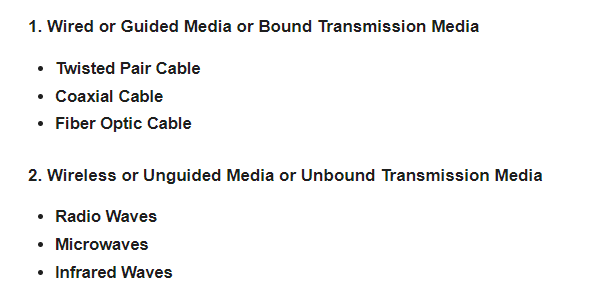 1. Wired or Guided Media or Bound Transmission Media
• Twisted Pair Cable
• Coaxial Cable
• Fiber Optic Cable
2. Wireless or Unguided Media or Unbound Transmission Media
• Radio Waves
• Microwaves
• Infrared Waves